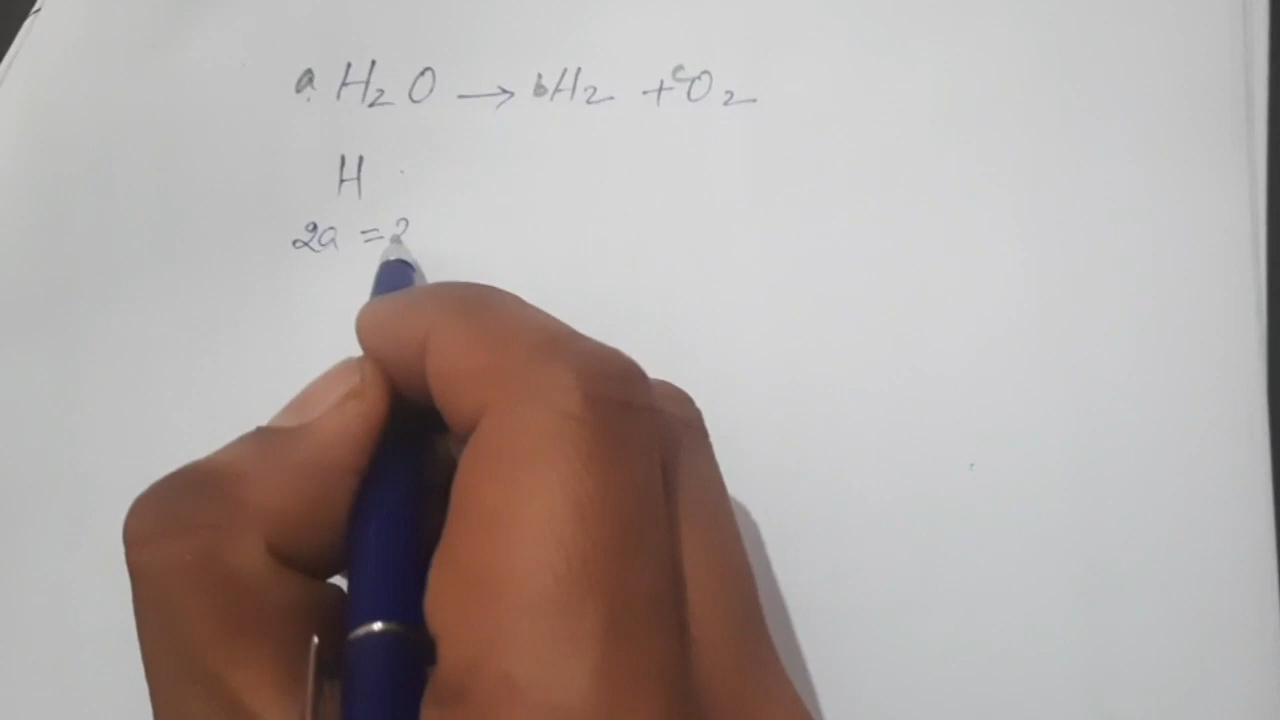 a H₂O → bH₂ + cO₂
H
2a = 2